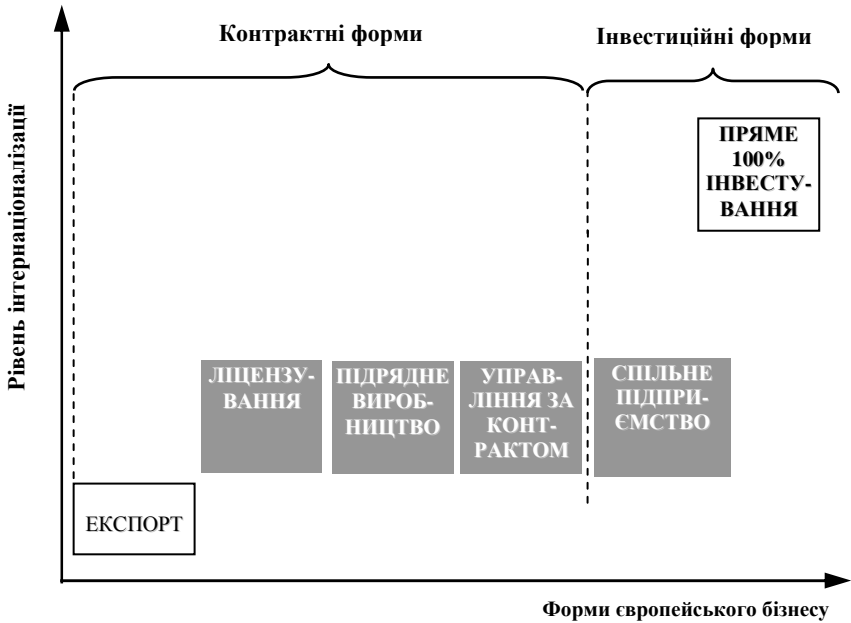 Контрактні форми
Інвестиційні форми
Рівень інтернаціоналізації
ПРЯМЕ
100%
ІНВЕСТУ-
ВАННЯ
ЛІЦЕНЗУ-
ВАННЯ
ПІДРЯДНЕ
ВИРОБ-
НИЦТВО
УПРАВ-
ЛІННЯ ЗА
КОНТ-
РАКТОМ
СПІЛЬНЕ
ПІДПРИ-
ЄМСТВО
ЕКСПОРТ
Форми європейського бізнесу